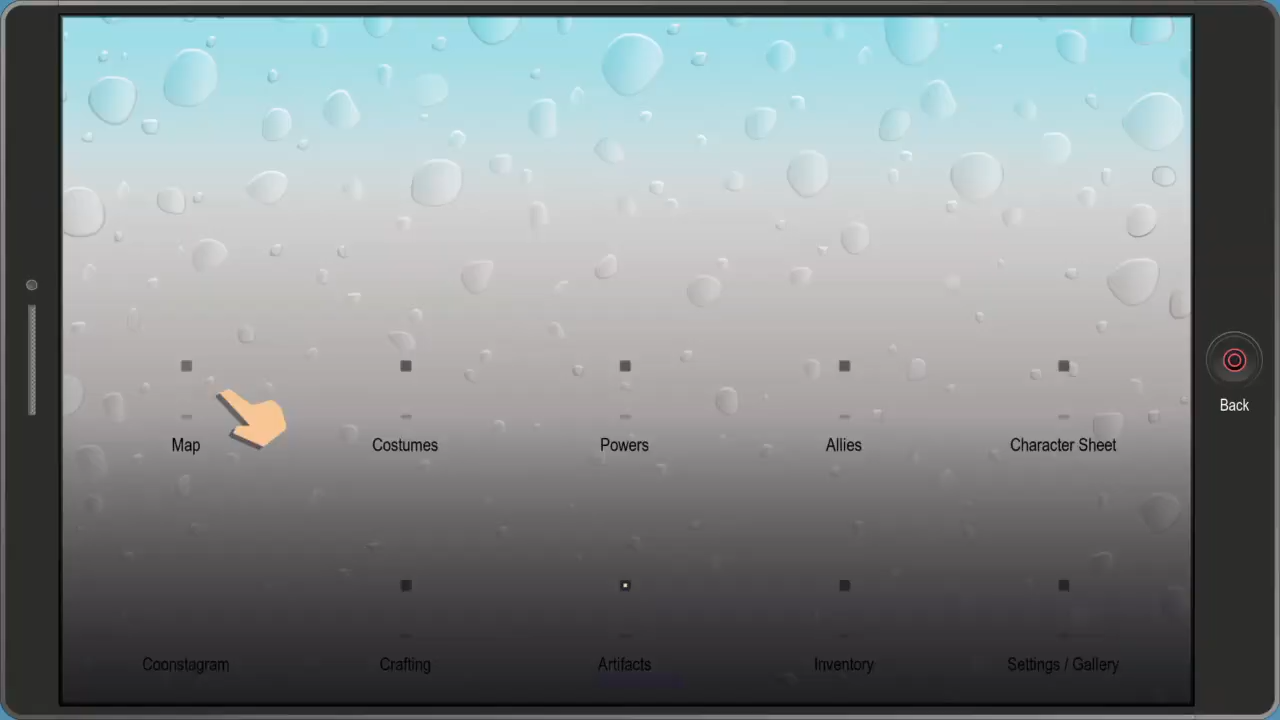 Back
Map
Costumes
Powers
Allies
Character Sheet
Coonstagram
Crafting
Artifacts
Inventory
Settings / Gallery